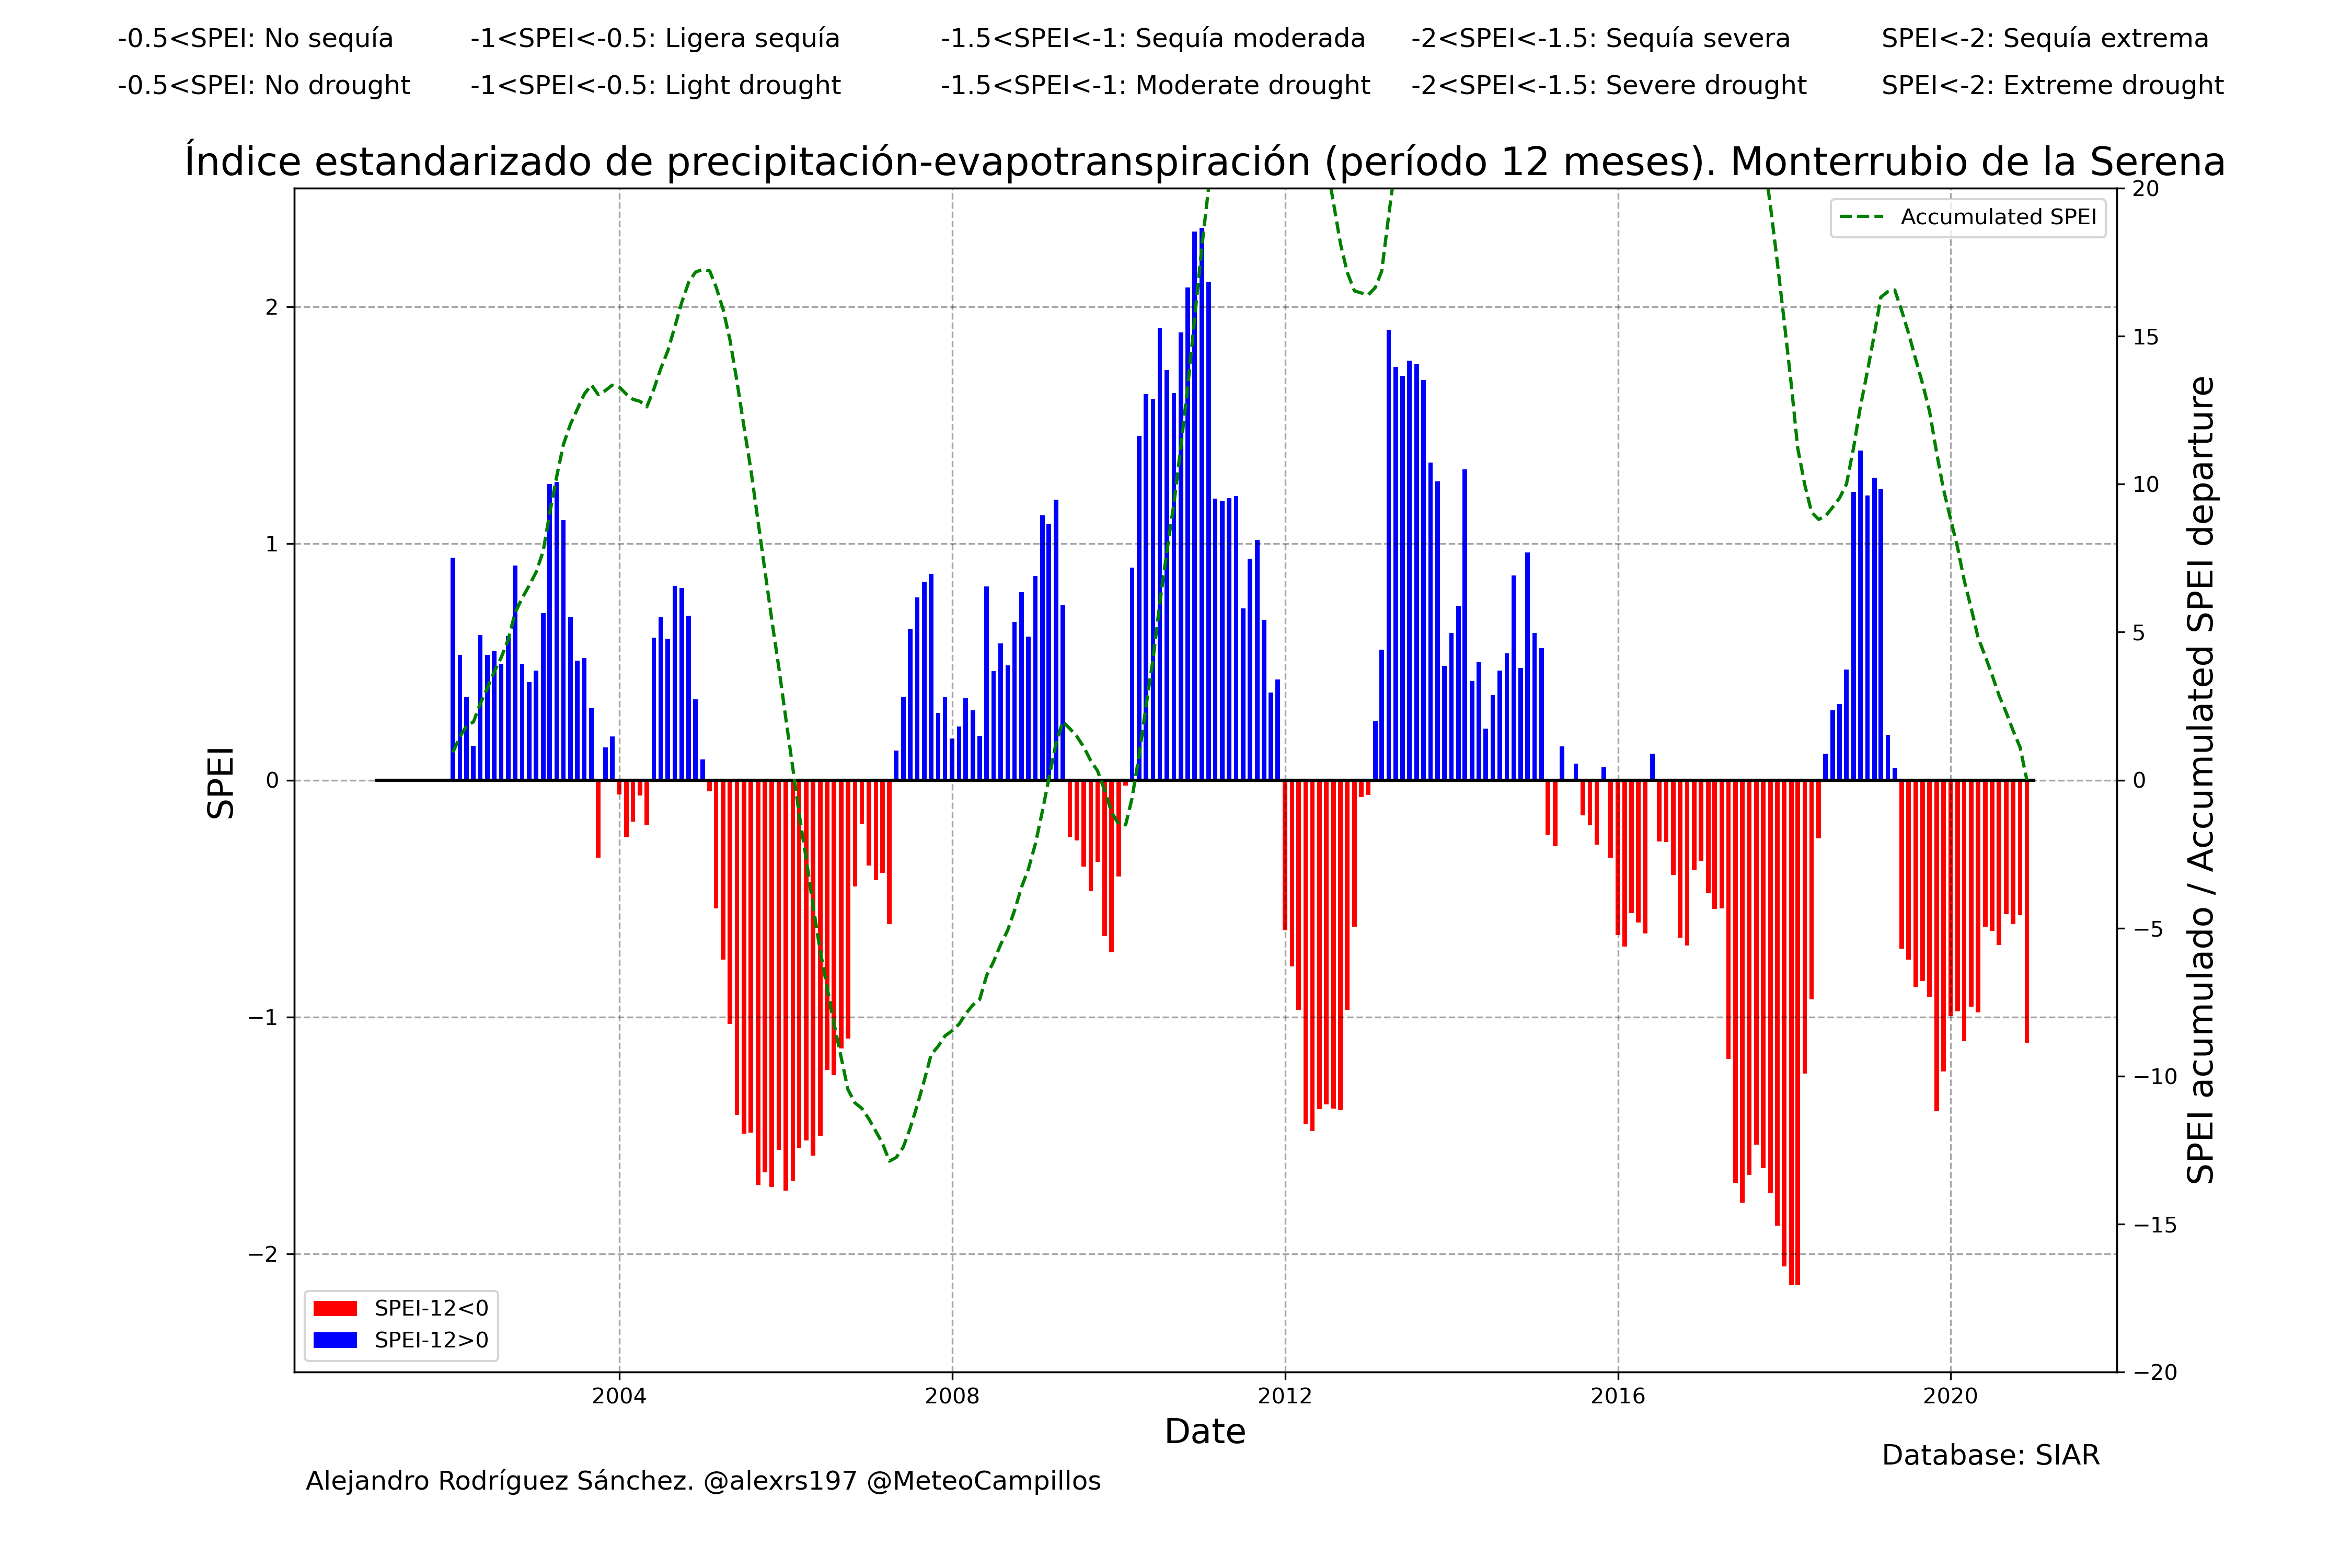 -0.5<SPEI: No sequía -1<SPEI<-0.5: Ligera sequía -1.5<SPEI<-1: Sequía moderada -2<SPEI<-1.5: Sequía severa SPEI<-2: Sequía extrema
-0.5<SPEI: No drought -1<SPEI<-0.5: Light drought -1.5<SPEI<-1: Moderate drought -2<SPEI<-1.5: Severe drought SPEI<-2: Extreme drought
Índice estandarizado de precipitación-evapotranspiración (período 12 meses). Monterrubio de la Serena
Accumulated SPEI
SPEI
2
1
0
−1
−2
20
15
10
5
0
−5
−10
−15
−20
SPEI acumulado / Accumulated SPEI departure
SPEI-12<0
SPEI-12>0
2004 2008 2012 2016 2020
Date
Database: SIAR
Alejandro Rodríguez Sánchez. @alexrs197 @MeteoCampillos